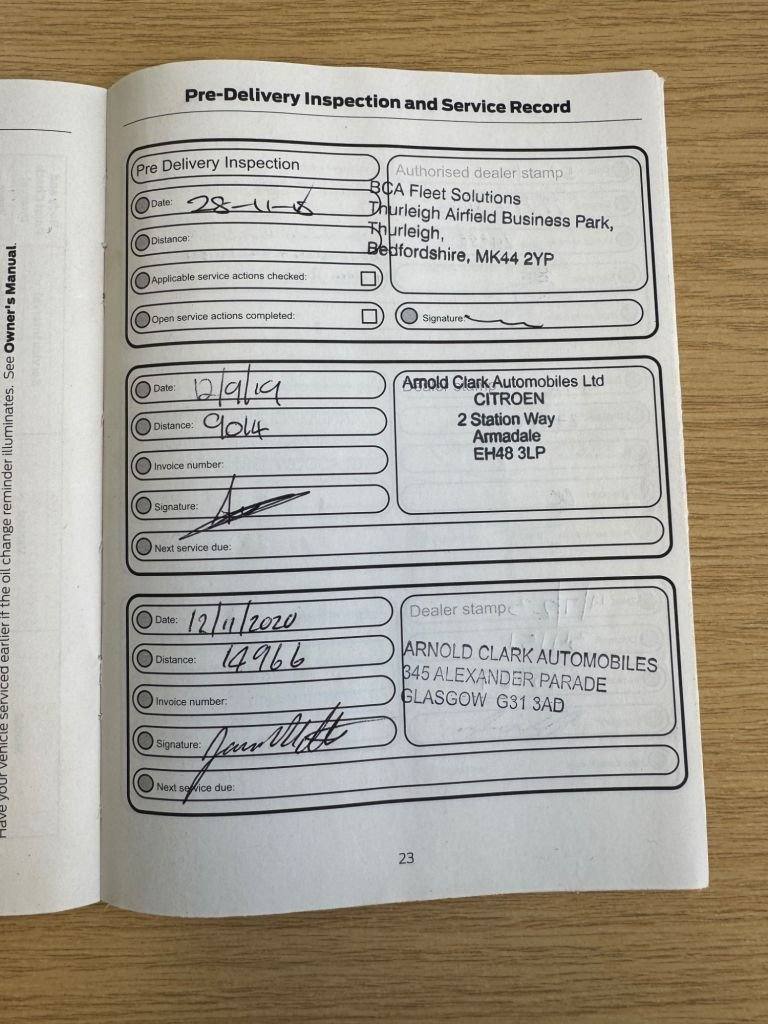 Have your vehicle serviced earlier if the oil change reminder illuminates. See Owner's Manual.
Pre-Delivery Inspection and Service Record
Pre Delivery Inspection
Authorised dealer stamp
BCA Fleet Solutions
Thurleigh Airfield Business Park,
Thurleigh,
Bedfordshire, MK44 2YP
Date: 28-11-18
Distance:
Applicable service actions checked:
Open service actions completed:
Signature:
Date: 12/9/19
Distance: 9014
Invoice number:
Signature:
Next service due:
Dealer stamp
Arnold Clark Automobiles Ltd
CITROEN
2 Station Way
Armadale
EH48 3LP
Date: 12/11/2020
Distance: 14966
Invoice number:
Signature:
Next service due:
Dealer stamp
ARNOLD CLARK AUTOMOBILES
345 ALEXANDER PARADE
GLASGOW G31 3AD
23